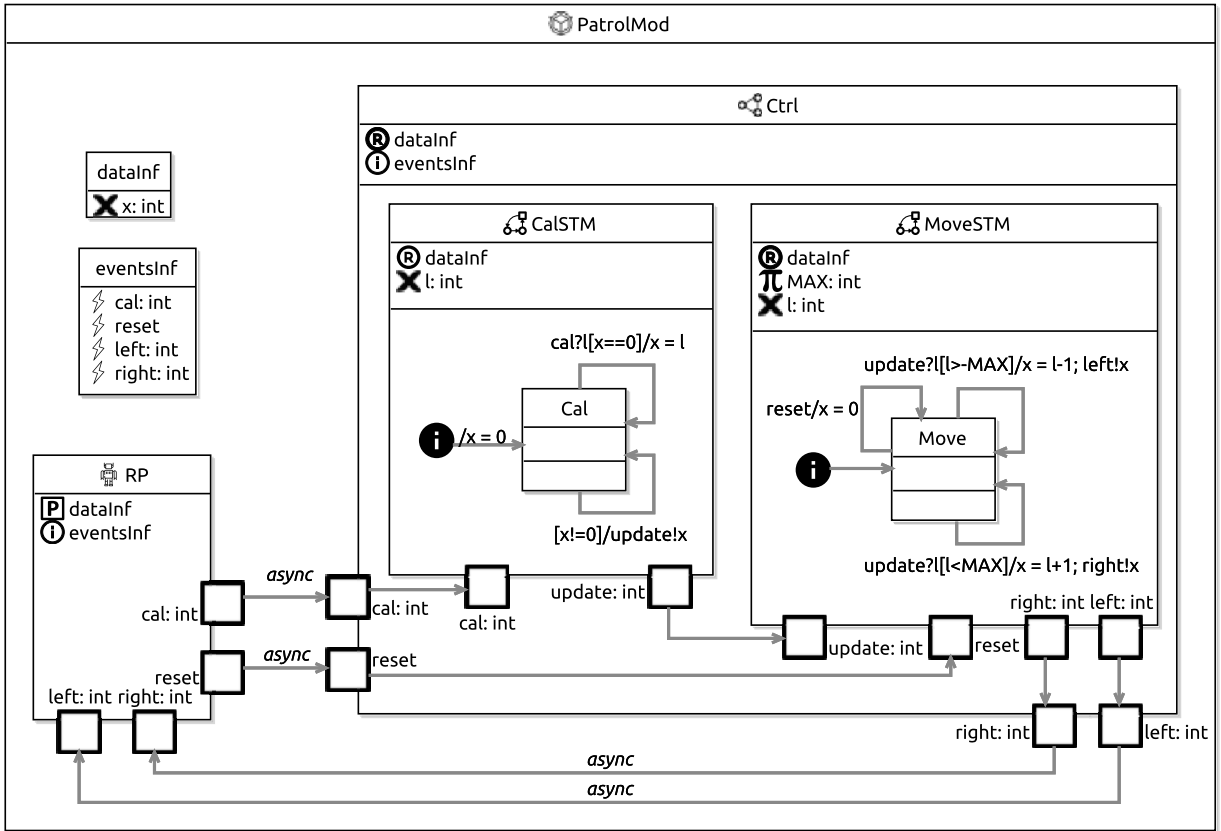 PatrolMod
Ctrl
dataInf
eventsInf
dataInf
x: int
eventsInf
cal: int
reset
left: int
right: int
CalSTM
dataInf
l: int
cal?l[x==0]/x = l
Cal
i
/x = 0
[x!=0]/update!x
MoveSTM
dataInf
MAX: int
l: int
update?l[l>-MAX]/x = l-1; left!x
reset/x = 0
Move
i
update?l[l<MAX]/x = l+1; right!x
RP
dataInf
eventsInf
cal: int
async
cal: int
cal: int
update: int
right: int left: int
update: int
reset
reset
async
reset
left: int right: int
right: int
left: int
async
async